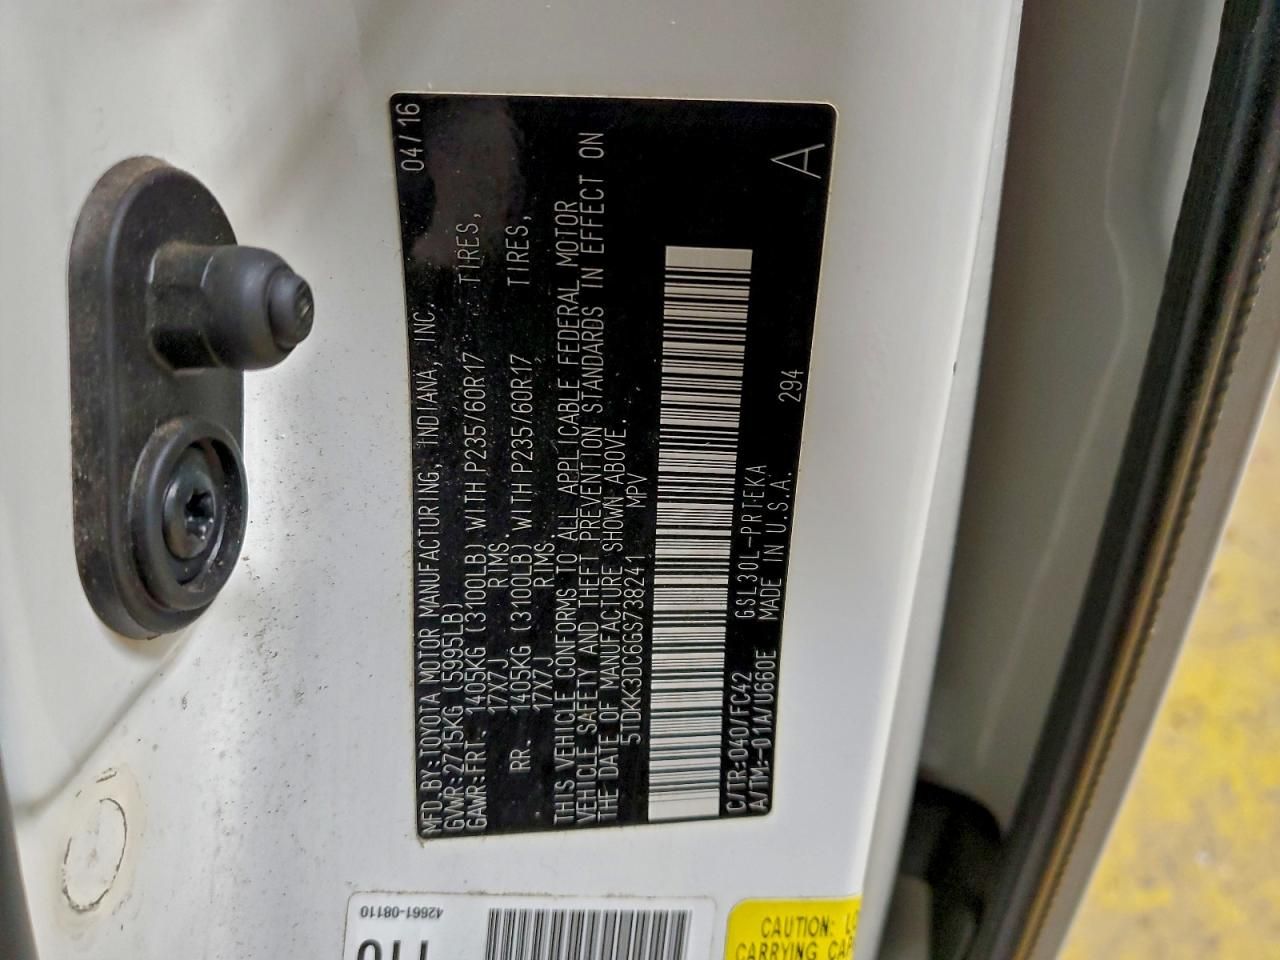 MFD.BY:TOYOTA MOTOR MANUFACTURING, INDIANA, INC. 04/16
GVWR:2715KG (5995LB)
GAWR:FRT. 1405KG (3100LB) WITH P235/60R17 TIRES,
17X7J RIMS,
RR. 1405KG (3100LB WITH P235/60R17 TIRES,
17X7J RIMS.
THIS VEHICLE CONFORMS TO ALL APPLICABLE FEDERAL MOTOR
VEHICLE SAFETY AND THEFT PREVENTION STANDARDS IN EFFECT ON
THE DATE OF MANUFACTURE SHOWN ABOVE.
5TDKK3DC6GS738241 MPV
C/TR:040/FC42 GSL30L-PRTEKA
A/TM:-01A/U660E MADE IN U.S.A. 294 A
42661-08110
CAUTION:
CARRYING